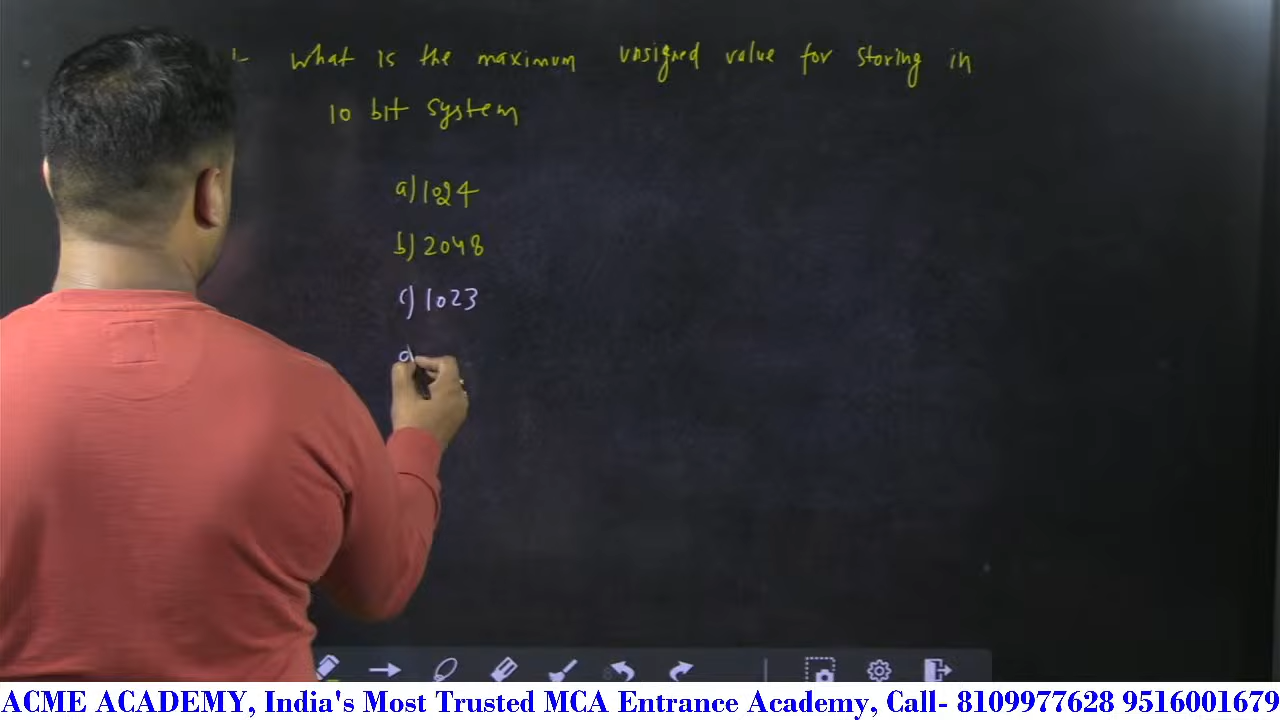 1- What is the maximum unsigned value for storing in
10 bit system
a) 1024
b) 2048
c) 1023
d
ACME ACADEMY, India's Most Trusted MCA Entrance Academy, Call- 8109977628 9516001679